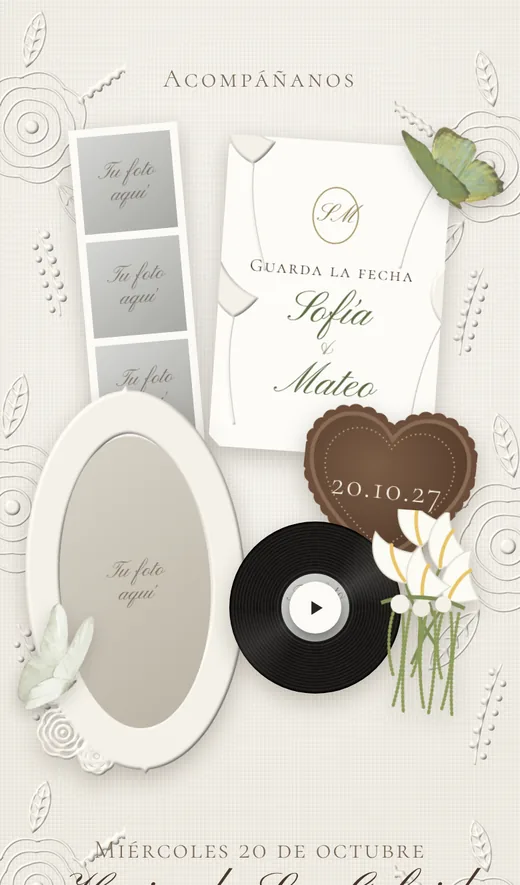 Acompáñanos
Tu foto
aquí
Tu foto
aquí
Tu foto
SM
Guarda la fecha
Sofía
&
Mateo
20.10.27
Tu foto
aquí
Miércoles 20 de octubre